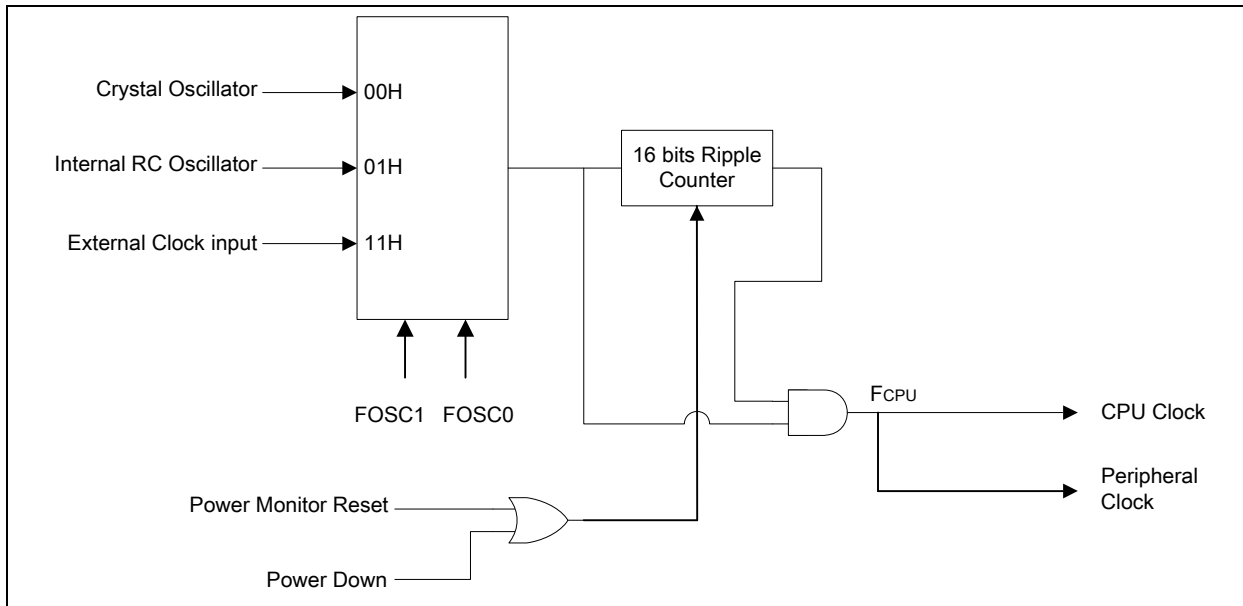 Crystal Oscillator
00H
Internal RC Oscillator
01H
External Clock input
11H
16 bits Ripple
Counter
FOSC1
FOSC0
FCPU
CPU Clock
Peripheral
Clock
Power Monitor Reset
Power Down